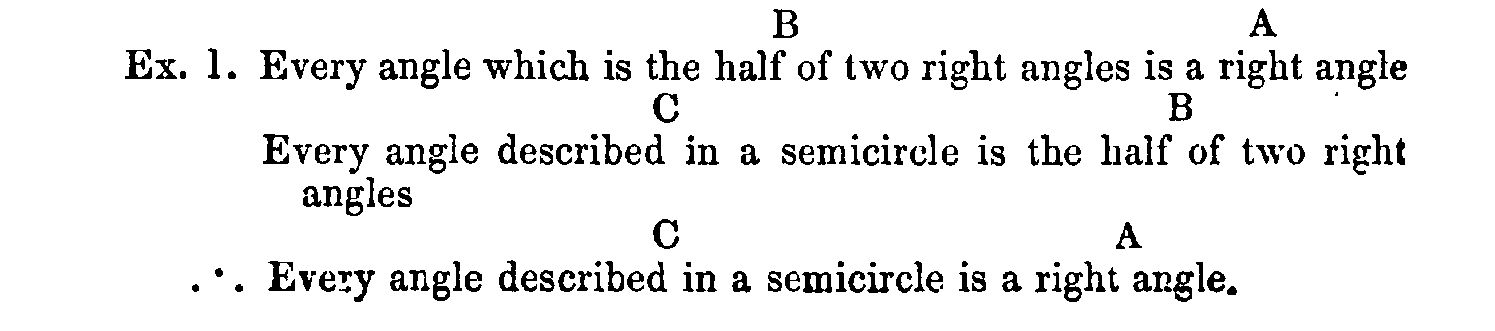 B A
Ex. 1. Every angle which is the half of two right angles is a right angle
C B
Every angle described in a semicircle is the half of two right
angles
C A
.·. Every angle described in a semicircle is a right angle.